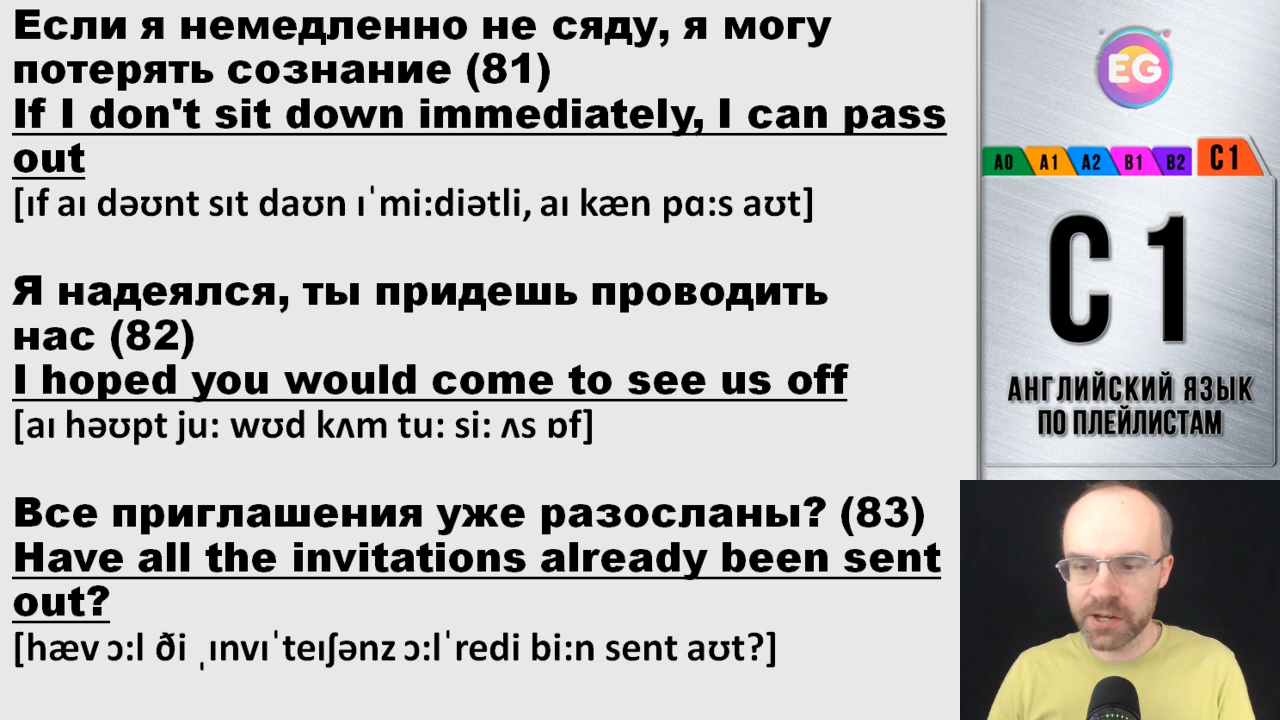 Если я немедленно не сяду, я могу
потерять сознание (81)
If I don't sit down immediately, I can pass
out
[ɪf aɪ dəʊnt sɪt daʊn ɪˈmi:diətli, aɪ kæn pɑ:s aʊt]
Я надеялся, ты придешь проводить
нас (82)
I hoped you would come to see us off
[aɪ həʊpt ju: wʊd kʌm tu: si: ʌs ɒf]
Все приглашения уже разосланы? (83)
Have all the invitations already been sent
out?
[hæv ɔ:l ði ˌɪnvɪˈteɪʃənz ɔ:lˈredi bi:n sent aʊt?]
EG
A0 A1 A2 B1 B2 C1
C1
АНГЛИЙСКИЙ ЯЗЫК
ПО ПЛЕЙЛИСТАМ